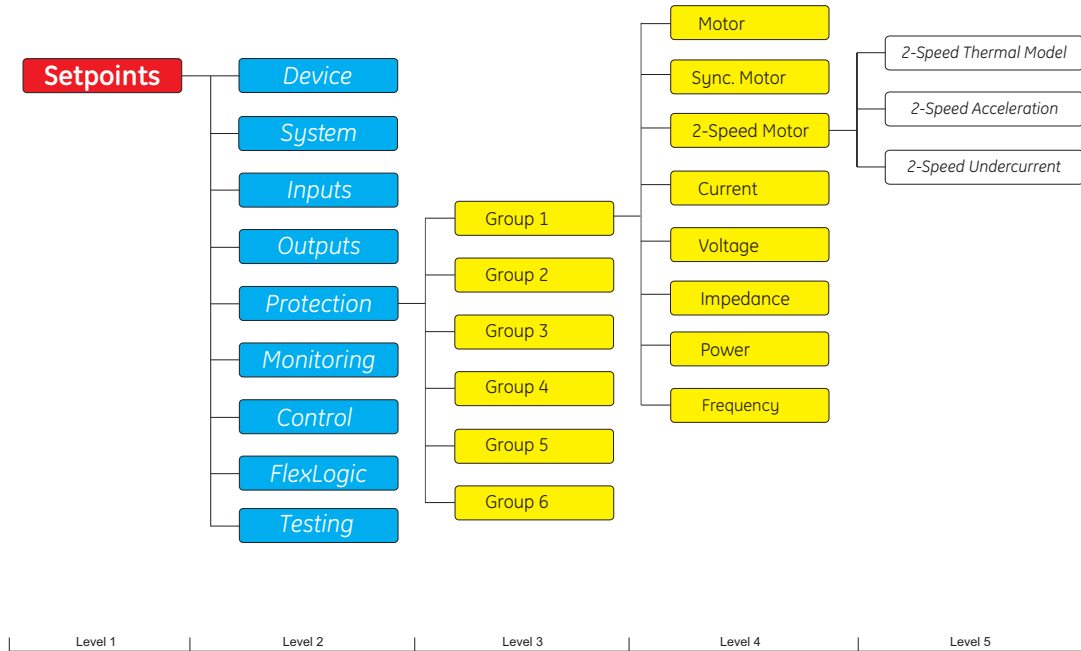 Setpoints
Device
System
Inputs
Outputs
Protection
Monitoring
Control
FlexLogic
Testing
Group 1
Group 2
Group 3
Group 4
Group 5
Group 6
Motor
Sync. Motor
2-Speed Motor
Current
Voltage
Impedance
Power
Frequency
2-Speed Thermal Model
2-Speed Acceleration
2-Speed Undercurrent
Level 1
Level 2
Level 3
Level 4
Level 5